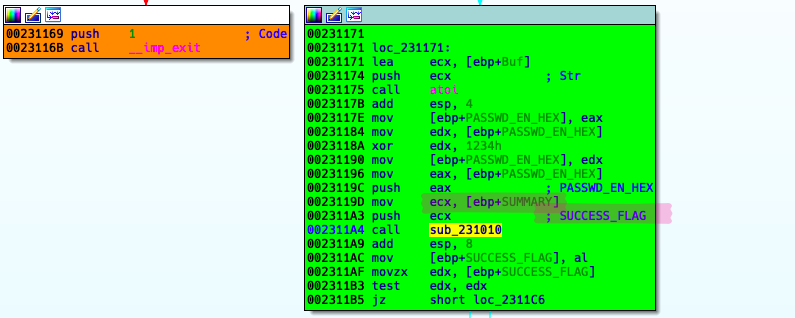 00231169 push 1 ; Code
0023116B call __imp_exit
00231171
00231171 loc_231171:
00231171 lea ecx, [ebp+Buf]
00231174 push ecx ; Str
00231175 call atoi
0023117B add esp, 4
0023117E mov [ebp+PASSWD_EN_HEX], eax
00231184 mov edx, [ebp+PASSWD_EN_HEX]
0023118A xor edx, 1234h
00231190 mov [ebp+PASSWD_EN_HEX], edx
00231196 mov eax, [ebp+PASSWD_EN_HEX]
0023119C push eax ; PASSWD_EN_HEX
0023119D mov ecx, [ebp+SUMMARY]
002311A3 push ecx ; SUCCESS_FLAG
002311A4 call sub_231010
002311A9 add esp, 8
002311AC mov [ebp+SUCCESS_FLAG], al
002311AF movzx edx, [ebp+SUCCESS_FLAG]
002311B3 test edx, edx
002311B5 jz short loc_2311C6